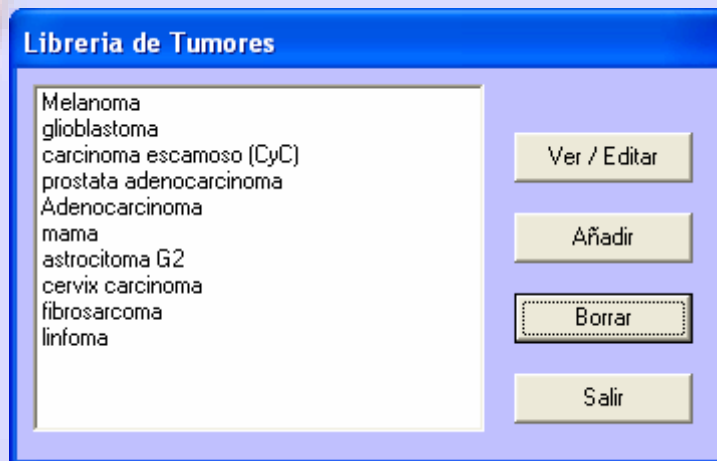 Libreria de Tumores
Melanoma
glioblastoma
carcinoma escamoso (CyC)
prostata adenocarcinoma
Adenocarcinoma
mama
astrocitoma G2
cervix carcinoma
fibrosarcoma
linfoma
Ver / Editar
Añadir
Borrar
Salir